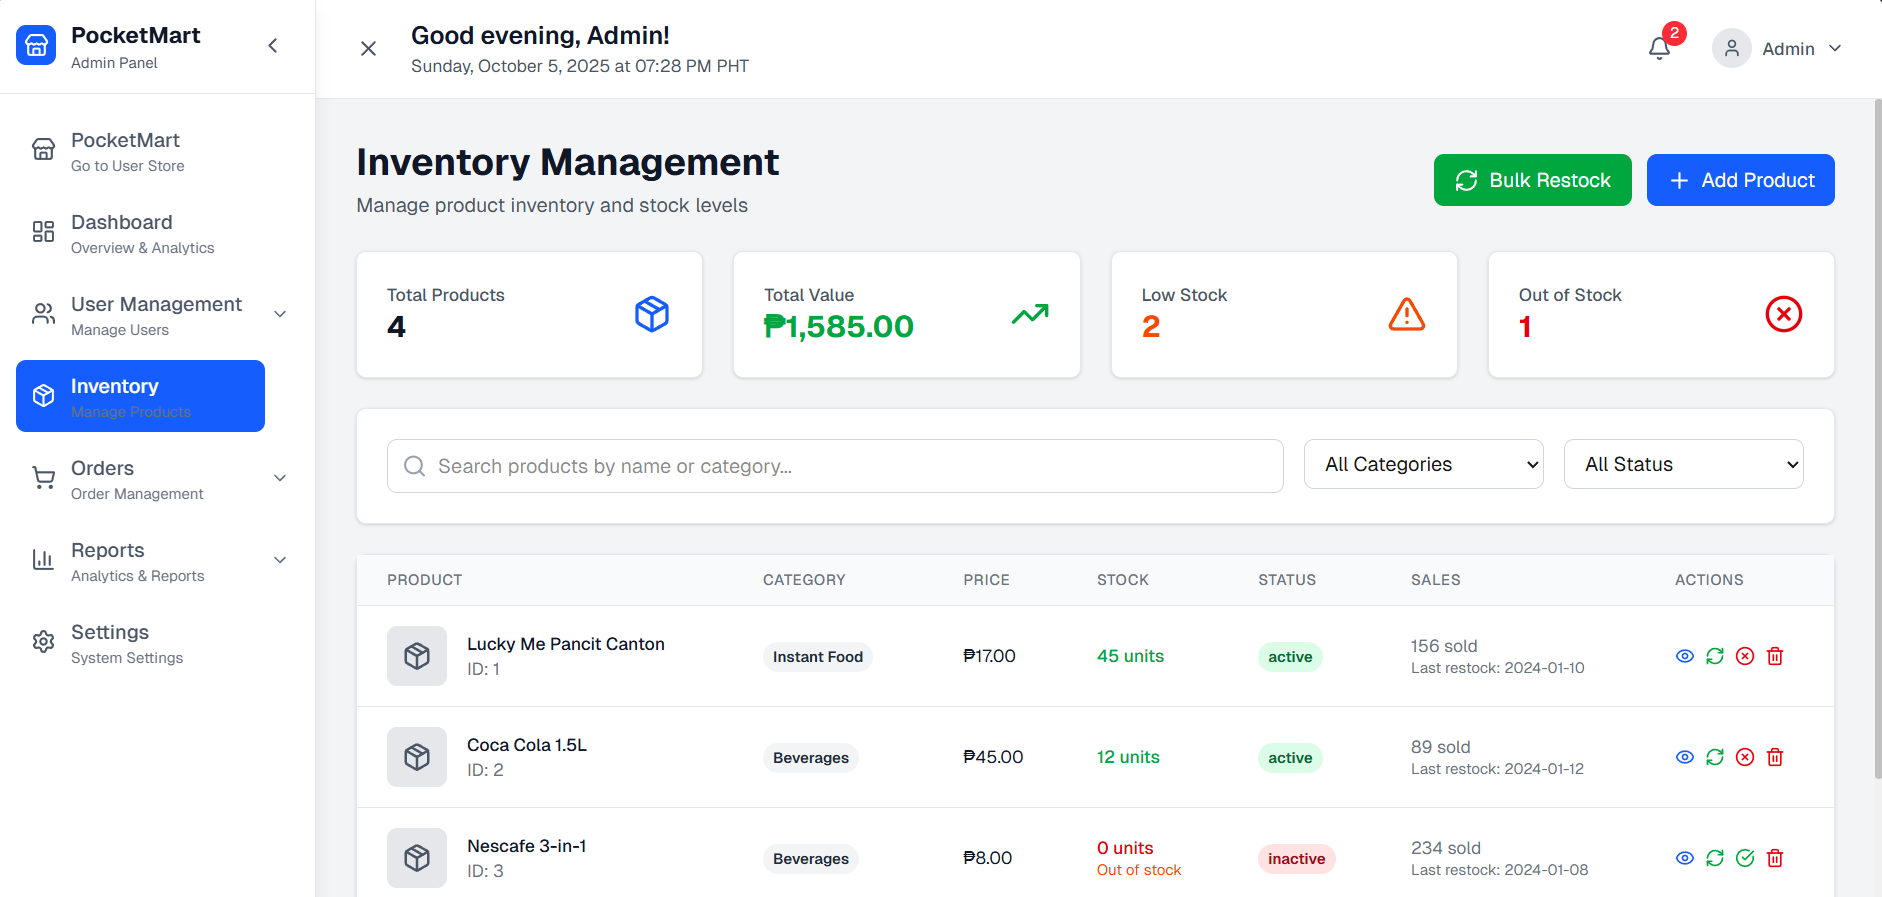 PocketMart
Admin Panel
Good evening, Admin!
Sunday, October 5, 2025 at 07:28 PM PHT
2
Admin
PocketMart
Go to User Store
Dashboard
Overview & Analytics
User Management
Manage Users
Inventory
Manage Products
Orders
Order Management
Reports
Analytics & Reports
Settings
System Settings
Inventory Management
Manage product inventory and stock levels
Bulk Restock
Add Product
Total Products
4
Total Value
₱1,585.00
Low Stock
2
Out of Stock
1
Search products by name or category...
All Categories
All Status
PRODUCT CATEGORY PRICE STOCK STATUS SALES ACTIONS
Lucky Me Pancit Canton
ID: 1
Instant Food
₱17.00
45 units
active
156 sold
Last restock: 2024-01-10
Coca Cola 1.5L
ID: 2
Beverages
₱45.00
12 units
active
89 sold
Last restock: 2024-01-12
Nescafe 3-in-1
ID: 3
Beverages
₱8.00
0 units
Out of stock
inactive
234 sold
Last restock: 2024-01-08